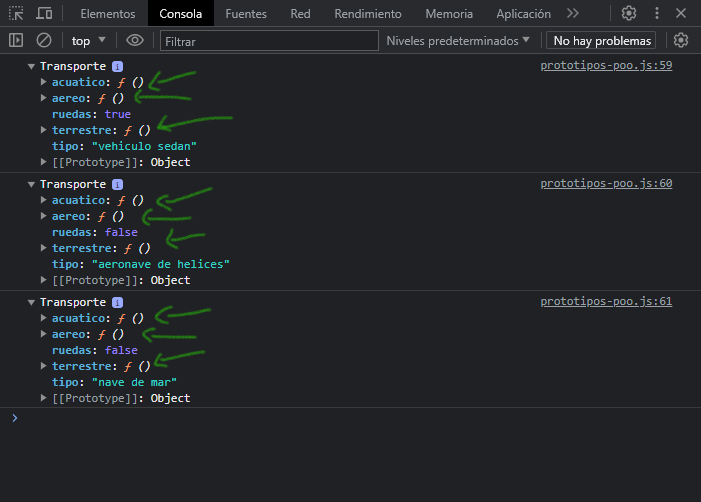 Elementos Consola Fuentes Red Rendimiento Memoria Aplicación
top Filtrar Niveles predeterminados No hay problemas
Transporte i prototipos-poo.js:59
acuatico: ƒ ()
aereo: ƒ ()
ruedas: true
terrestre: ƒ ()
tipo: "vehiculo sedan"
[[Prototype]]: Object
Transporte i prototipos-poo.js:60
acuatico: ƒ ()
aereo: ƒ ()
ruedas: false
terrestre: ƒ ()
tipo: "aeronave de helices"
[[Prototype]]: Object
Transporte i prototipos-poo.js:61
acuatico: ƒ ()
aereo: ƒ ()
ruedas: false
terrestre: ƒ ()
tipo: "nave de mar"
[[Prototype]]: Object